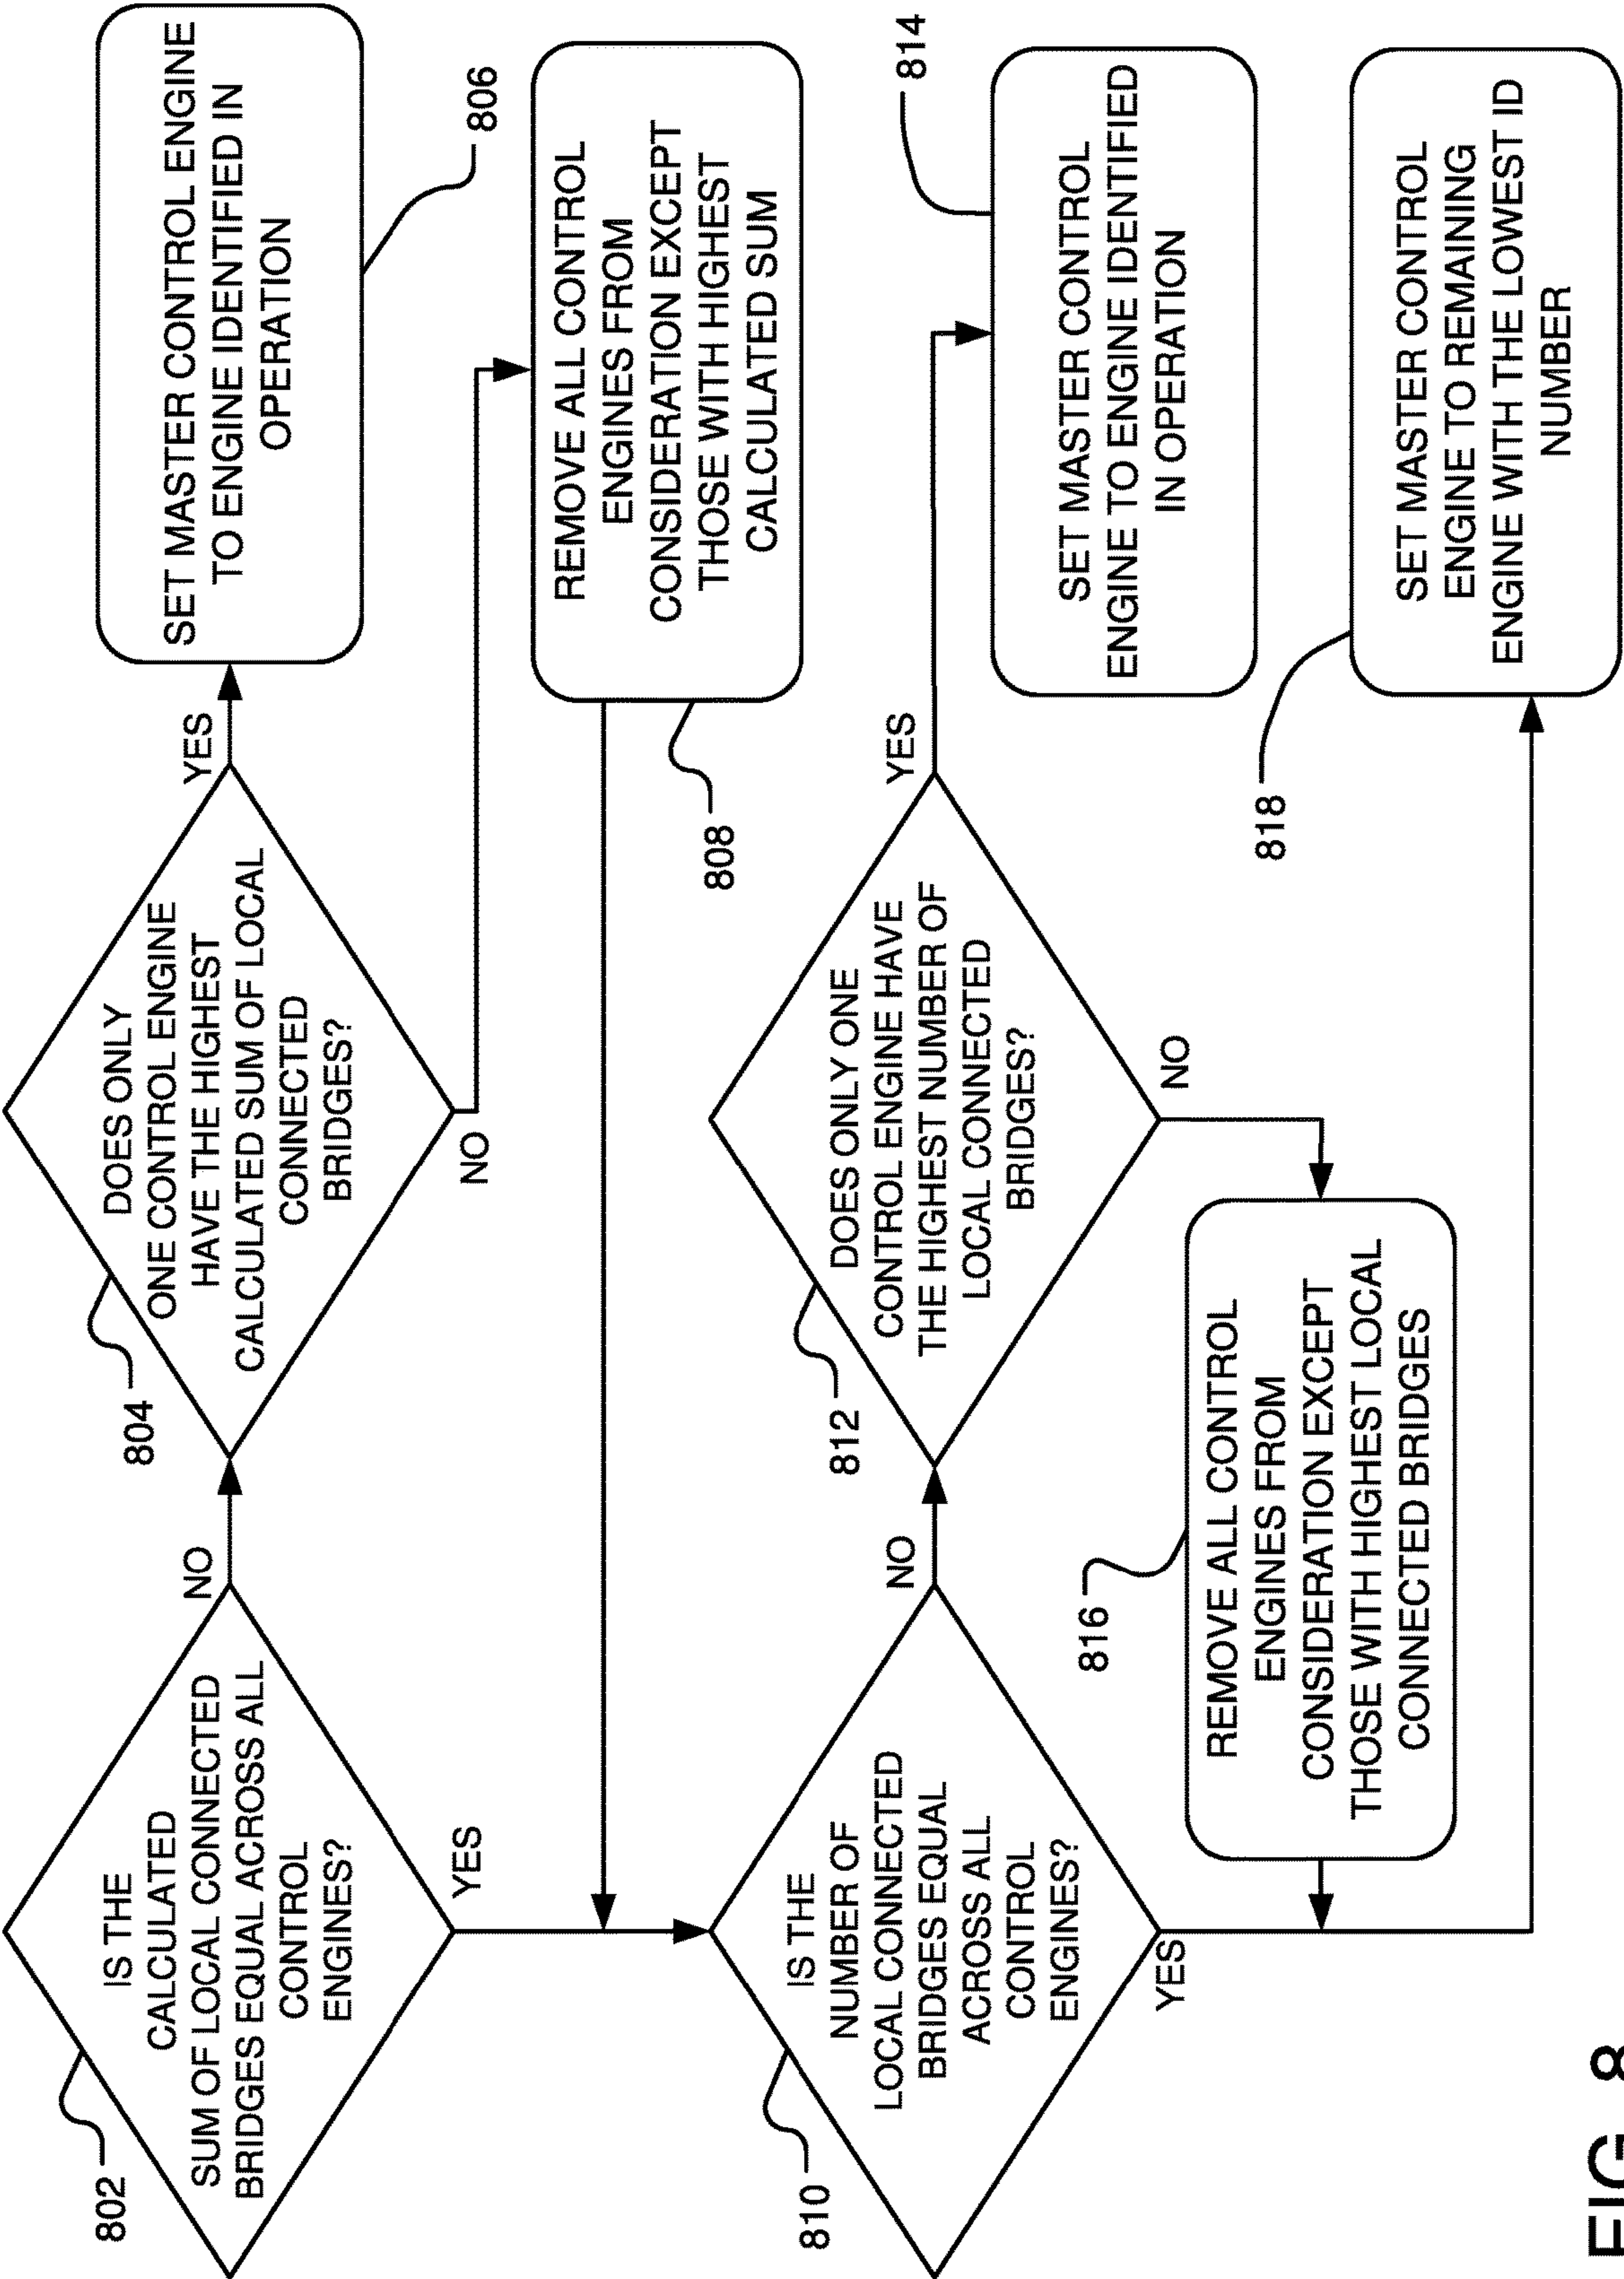 IS THE
CALCULATED
SUM OF LOCAL CONNECTED
BRIDGES EQUAL ACROSS ALL
CONTROL
ENGINES?
802
NO
YES
DOES ONLY
ONE CONTROL ENGINE
HAVE THE HIGHEST
CALCULATED SUM OF LOCAL
CONNECTED
BRIDGES?
804
YES
NO
SET MASTER CONTROL ENGINE
TO ENGINE IDENTIFIED IN
OPERATION
806
REMOVE ALL CONTROL
ENGINES FROM
CONSIDERATION EXCEPT
THOSE WITH HIGHEST
CALCULATED SUM
808
IS THE
NUMBER OF
LOCAL CONNECTED
BRIDGES EQUAL
ACROSS ALL
CONTROL
ENGINES?
810
NO
YES
DOES ONLY ONE
CONTROL ENGINE HAVE
THE HIGHEST NUMBER OF
LOCAL CONNECTED
BRIDGES?
812
YES
NO
SET MASTER CONTROL
ENGINE TO ENGINE IDENTIFIED
IN OPERATION
814
REMOVE ALL CONTROL
ENGINES FROM
CONSIDERATION EXCEPT
THOSE WITH HIGHEST LOCAL
CONNECTED BRIDGES
816
SET MASTER CONTROL
ENGINE TO REMAINING
ENGINE WITH THE LOWEST ID
NUMBER
818
FIG. 8